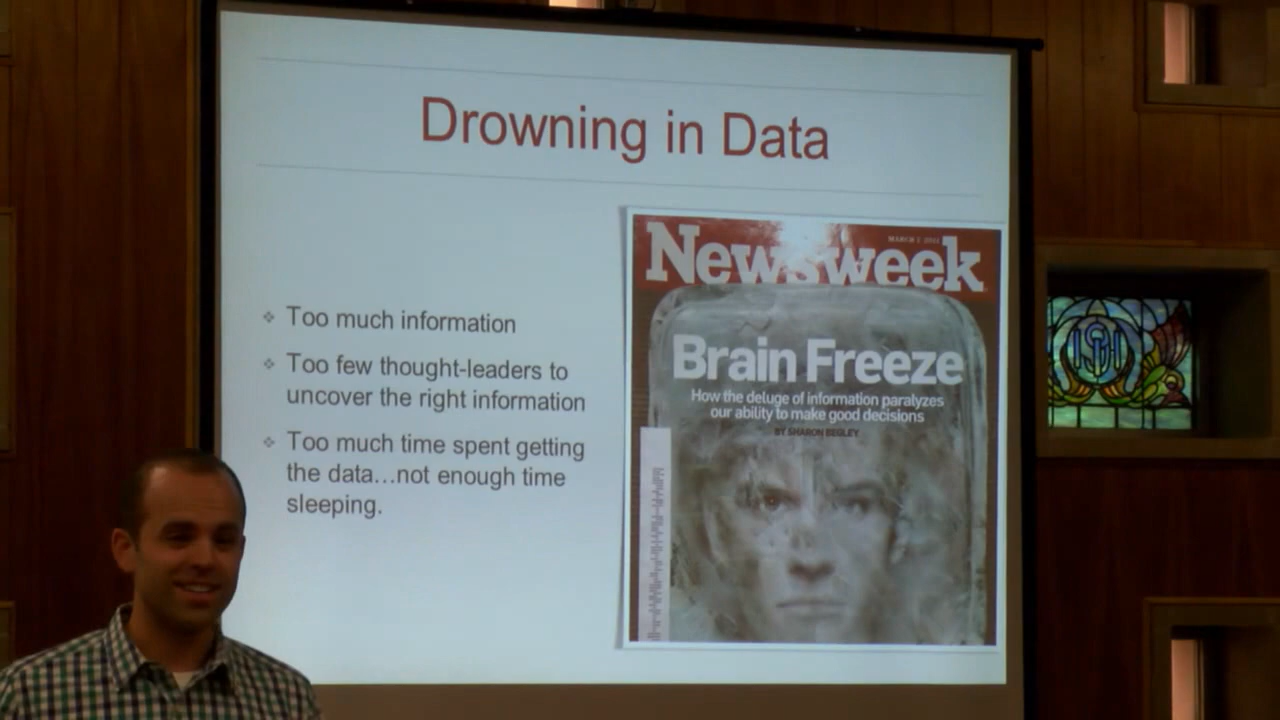 Drowning in Data
Too much information
Too few thought-leaders to
uncover the right information
Too much time spent getting
the data...not enough time
sleeping.
Newsweek
Brain Freeze
How the deluge of information paralyzes
our ability to make good decisions
BY SHARON BEGLEY